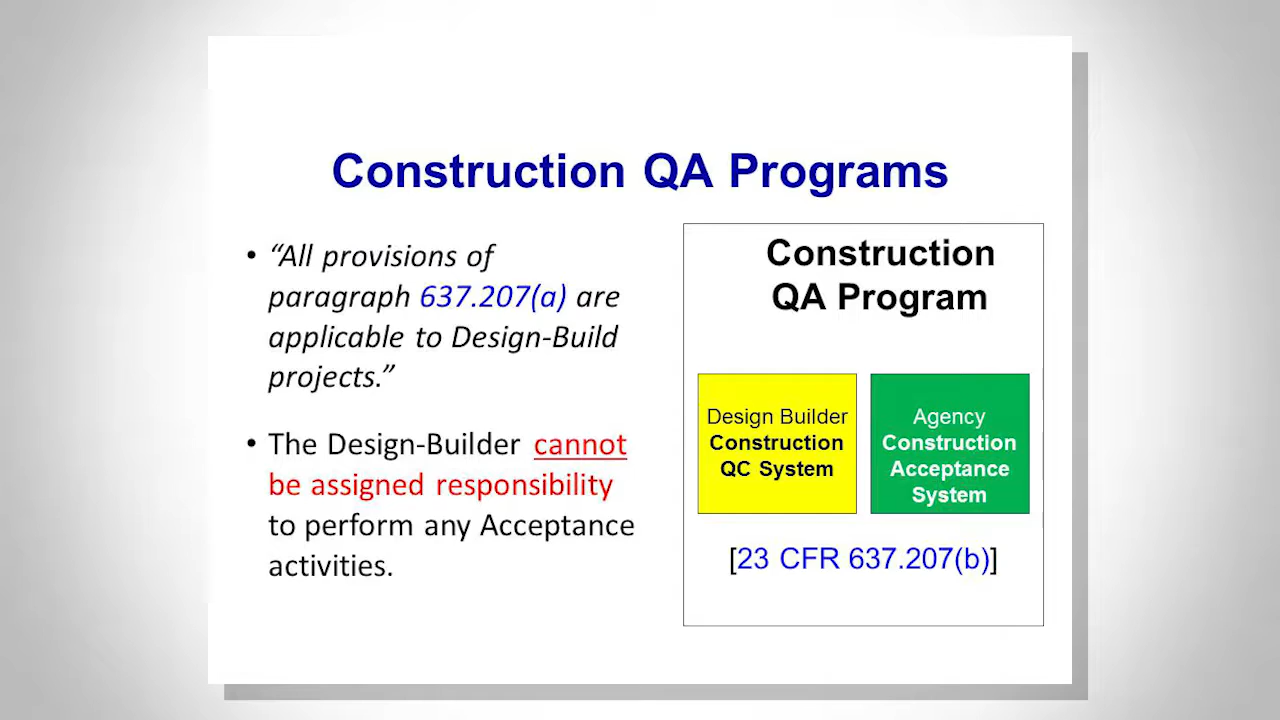 Construction QA Programs
• “All provisions of
paragraph 637.207(a) are
applicable to Design-Build
projects.”
• The Design-Builder cannot
be assigned responsibility
to perform any Acceptance
activities.
Construction
QA Program
Design Builder
Construction
QC System
Agency
Construction
Acceptance
System
[23 CFR 637.207(b)]